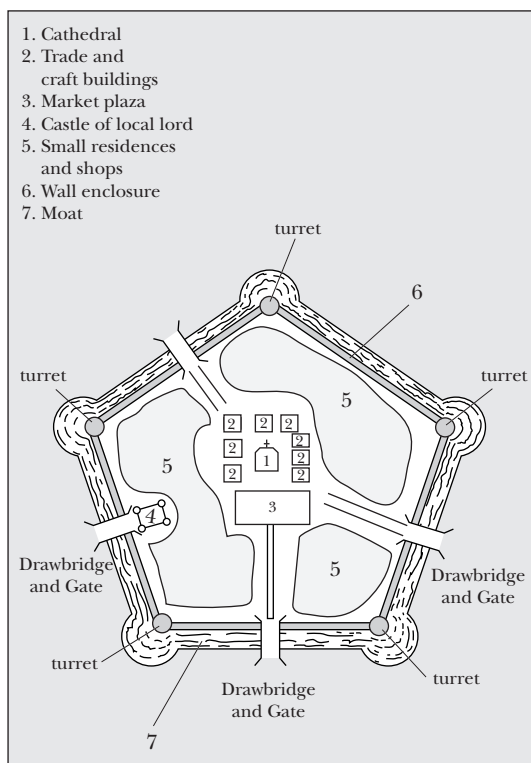 1. Cathedral
2. Trade and
craft buildings
3. Market plaza
4. Castle of local lord
5. Small residences
and shops
6. Wall enclosure
7. Moat
turret
6
turret
turret
5
2
2
2
2
2
2
2
2
1
5
3
4
Drawbridge
and Gate
5
Drawbridge
and Gate
turret
turret
Drawbridge
and Gate
7